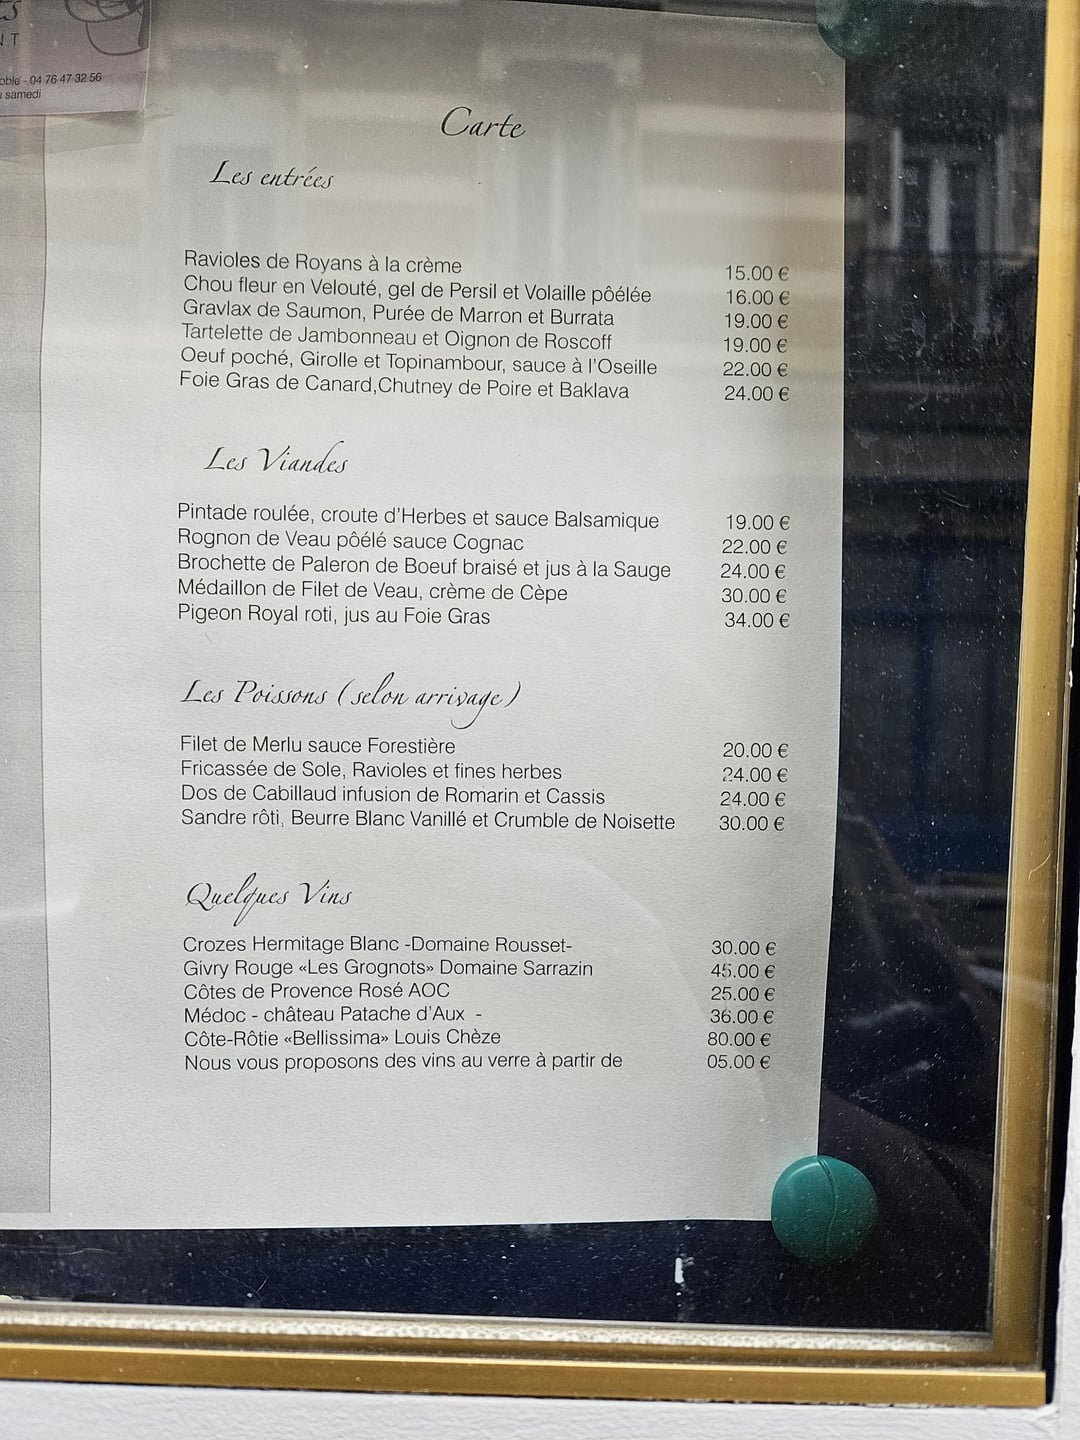 NT
04 76 47 32 56
samedi
Carte
Les entrées
Ravioles de Royans à la crème 15.00 €
Chou fleur en Velouté, gel de Persil et Volaille pôélée 16.00 €
Gravlax de Saumon, Purée de Marron et Burrata 19.00 €
Tartelette de Jambonneau et Oignon de Roscoff 19.00 €
Oeuf poché, Girolle et Topinambour, sauce à l'Oseille 22.00 €
Foie Gras de Canard,Chutney de Poire et Baklava 24.00 €
Les Viandes
Pintade roulée, croute d'Herbes et sauce Balsamique 19.00 €
Rognon de Veau pôélé sauce Cognac 22.00 €
Brochette de Paleron de Boeuf braisé et jus à la Sauge 24.00 €
Médaillon de Filet de Veau, crème de Cèpe 30.00 €
Pigeon Royal roti, jus au Foie Gras 34.00 €
Les Poissons (selon arrivage)
Filet de Merlu sauce Forestière 20.00 €
Fricassée de Sole, Ravioles et fines herbes 24.00 €
Dos de Cabillaud infusion de Romarin et Cassis 24.00 €
Sandre rôti, Beurre Blanc Vanillé et Crumble de Noisette 30.00 €
Quelques Vins
Crozes Hermitage Blanc -Domaine Rousset- 30.00 €
Givry Rouge «Les Grognots» Domaine Sarrazin 45.00 €
Côtes de Provence Rosé AOC 25.00 €
Médoc - château Patache d'Aux - 36.00 €
Côte-Rôtie «Bellissima» Louis Chèze 80.00 €
Nous vous proposons des vins au verre à partir de 05.00 €